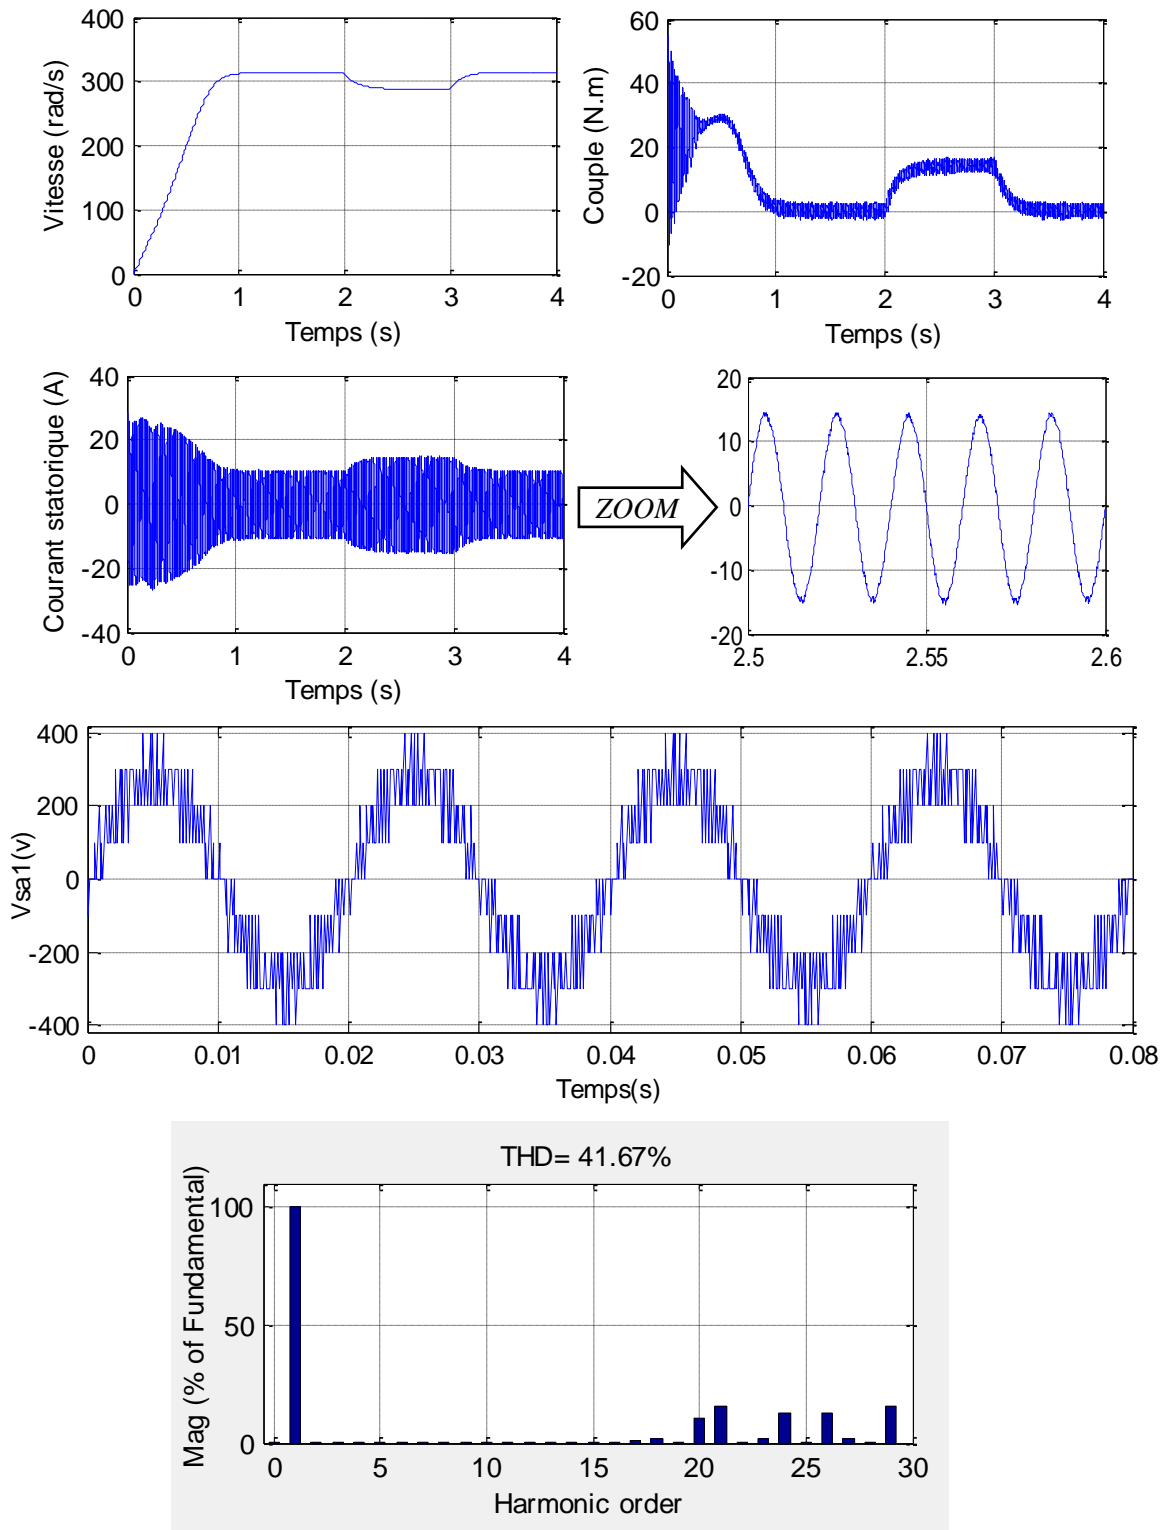 400
300
200
100
0
0 1 2 3 4
Vitesse (rad/s)
Temps (s)
60
40
20
0
-20
0 1 2 3 4
Couple (N.m)
Temps (s)
40
20
0
-20
-40
0 1 2 3 4
Courant statorique (A)
Temps (s)
ZOOM
20
10
0
-10
-20
2.5 2.55 2.6
400
200
0
-200
-400
0 0.01 0.02 0.03 0.04 0.05 0.06 0.07 0.08
Vsa1(v)
Temps(s)
THD= 41.67%
100
50
0
0 5 10 15 20 25 30
Mag (% of Fundamental)
Harmonic order